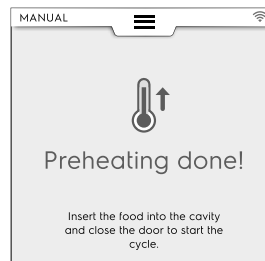 MANUAL
Preheating done!
Insert the food into the cavity
and close the door to start the
cycle.